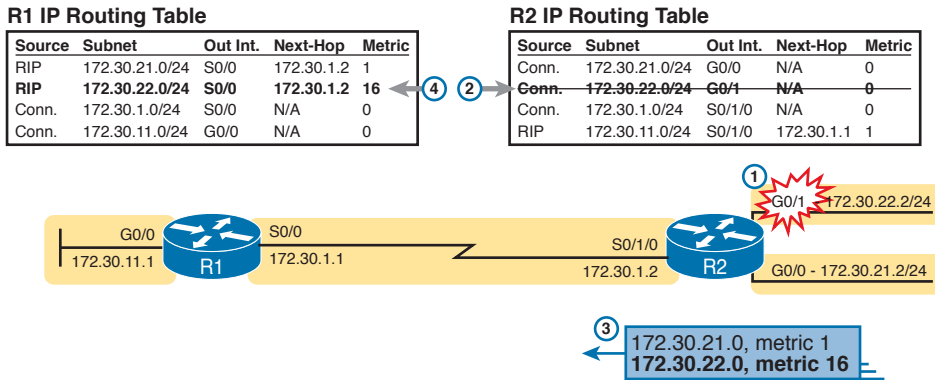 R1 IP Routing Table
Source Subnet Out Int. Next-Hop Metric
RIP 172.30.21.0/24 S0/0 172.30.1.2 1
RIP 172.30.22.0/24 S0/0 172.30.1.2 16
Conn. 172.30.1.0/24 S0/0 N/A 0
Conn. 172.30.11.0/24 G0/0 N/A 0
4
R2 IP Routing Table
Source Subnet Out Int. Next-Hop Metric
Conn. 172.30.21.0/24 G0/0 N/A 0
Conn. 172.30.22.0/24 G0/1 N/A 0
Conn. 172.30.1.0/24 S0/1/0 N/A 0
RIP 172.30.11.0/24 S0/1/0 172.30.1.1 1
2
1
G0/1 - 172.30.22.2/24
G0/0
172.30.11.1
R1
S0/0
172.30.1.1
S0/1/0
172.30.1.2
R2
G0/0 - 172.30.21.2/24
3
172.30.21.0, metric 1
172.30.22.0, metric 16